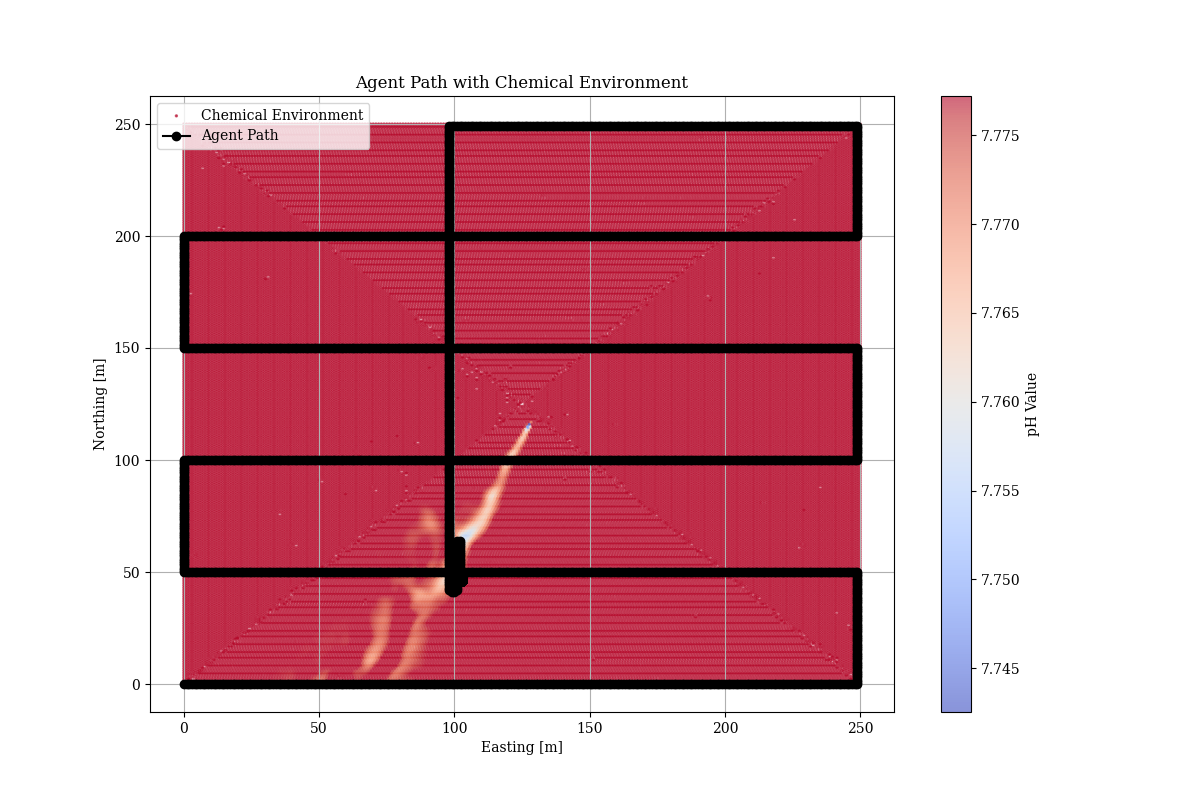 Agent Path with Chemical Environment
Chemical Environment
Agent Path
250
200
150
100
50
0
Northing [m]
0 50 100 150 200 250
Easting [m]
7.775
7.770
7.765
7.760
7.755
7.750
7.745
pH Value